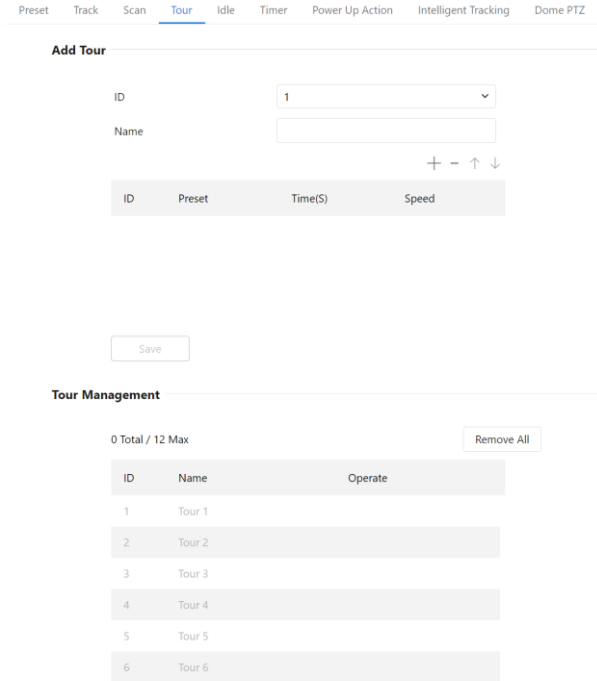 Preset Track Scan Tour Idle Timer Power Up Action Intelligent Tracking Dome PTZ
Add Tour
ID 1
Name
ID Preset Time(S) Speed
Save
Tour Management
0 Total / 12 Max Remove All
ID Name Operate
1 Tour 1
2 Tour 2
3 Tour 3
4 Tour 4
5 Tour 5
6 Tour 6